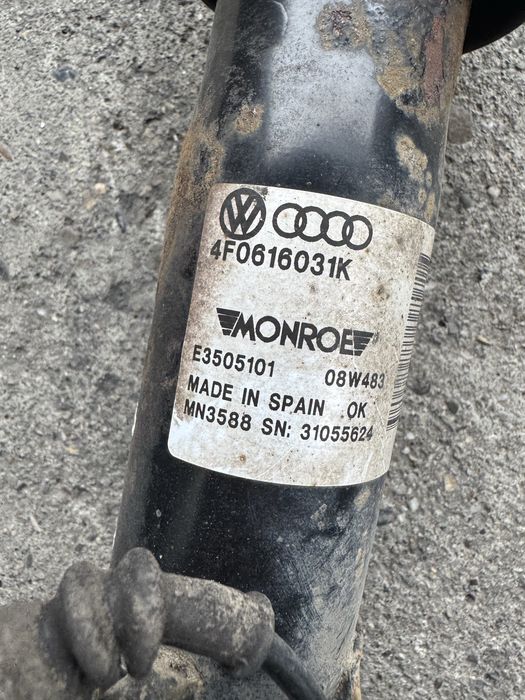 4F0616031K
MONROE
E3505101 08W483
MADE IN SPAIN OK
MN3588 SN: 31055624